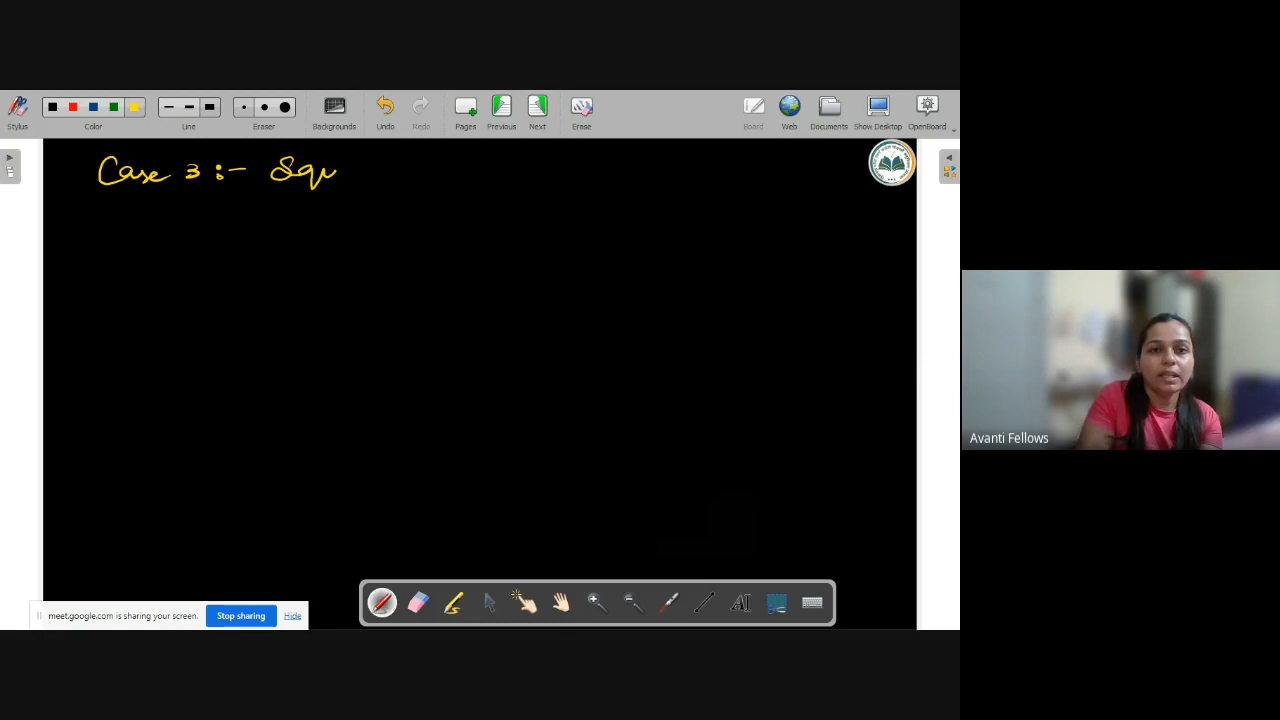 Stylus
Color
Line
Eraser
Backgrounds
Undo
Redo
Pages
Previous
Next
Erase
Board
Web
Documents
Show Desktop
OpenBoard
Case 3 :- Squ
Avanti Fellows
AI
meet.google.com is sharing your screen.
Stop sharing
Hide